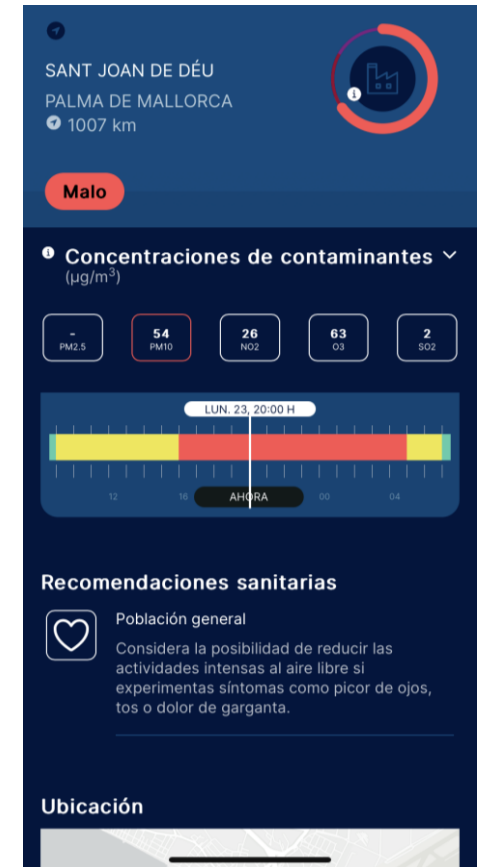 SANT JOAN DE DÉU
PALMA DE MALLORCA
1007 km
i
Malo
i Concentraciones de contaminantes
(µg/m³)
- 54 26 63 2
PM2.5 PM10 NO2 O3 SO2
LUN. 23, 20:00 H
12 16 AHORA 00 04
Recomendaciones sanitarias
Población general
Considera la posibilidad de reducir las
actividades intensas al aire libre si
experimentas síntomas como picor de ojos,
tos o dolor de garganta.
Ubicación